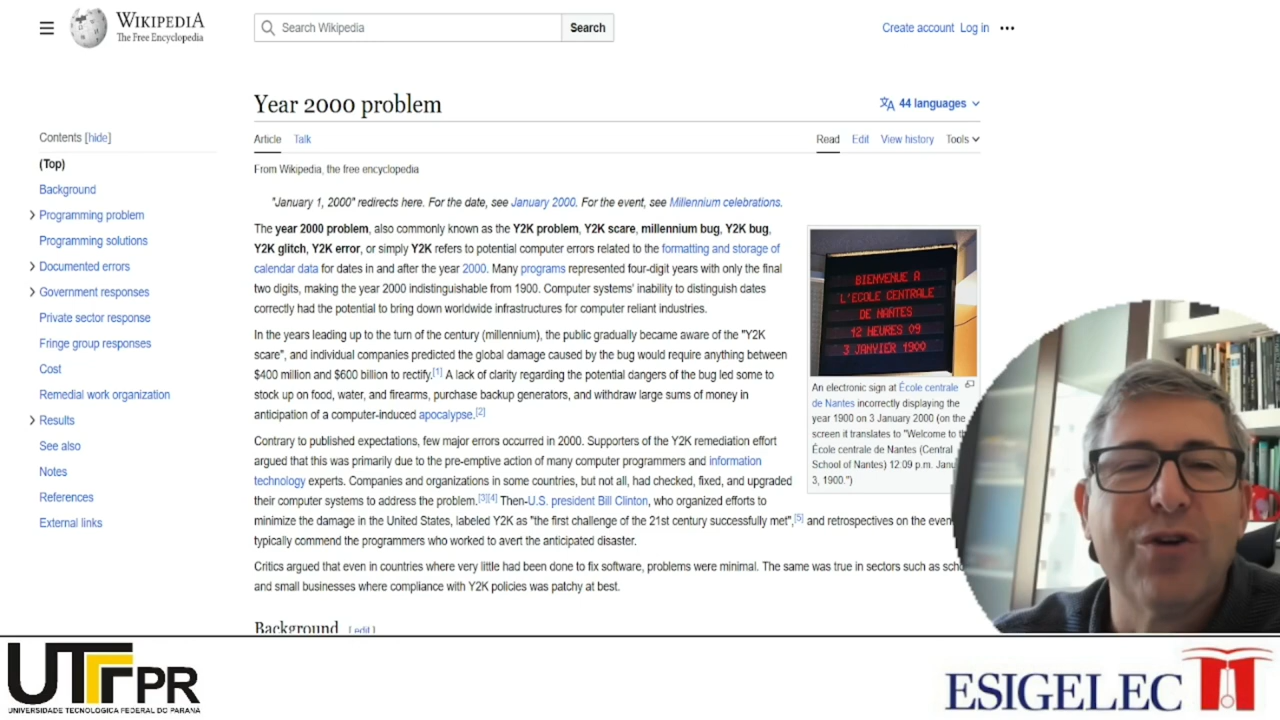 WIKIPEDIA
The Free Encyclopedia
Search Wikipedia
Search
Create account Log in
Year 2000 problem
44 languages
Contents [hide]
(Top)
Background
Programming problem
Programming solutions
Documented errors
Government responses
Private sector response
Fringe group responses
Cost
Remedial work organization
Results
See also
Notes
References
External links
Article Talk
Read Edit View history Tools
From Wikipedia, the free encyclopedia
"January 1, 2000" redirects here. For the date, see January 2000. For the event, see Millennium celebrations.
The year 2000 problem, also commonly known as the Y2K problem, Y2K scare, millennium bug, Y2K bug,
Y2K glitch, Y2K error, or simply Y2K refers to potential computer errors related to the formatting and storage of
calendar data for dates in and after the year 2000. Many programs represented four-digit years with only the final
two digits, making the year 2000 indistinguishable from 1900. Computer systems' inability to distinguish dates
correctly had the potential to bring down worldwide infrastructures for computer reliant industries.
In the years leading up to the turn of the century (millennium), the public gradually became aware of the "Y2K
scare", and individual companies predicted the global damage caused by the bug would require anything between
$400 million and $600 billion to rectify.[1] A lack of clarity regarding the potential dangers of the bug led some to
stock up on food, water, and firearms, purchase backup generators, and withdraw large sums of money in
anticipation of a computer-induced apocalypse.[2]
Contrary to published expectations, few major errors occurred in 2000. Supporters of the Y2K remediation effort
argued that this was primarily due to the pre-emptive action of many computer programmers and information
technology experts. Companies and organizations in some countries, but not all, had checked, fixed, and upgraded
their computer systems to address the problem.[3][4] Then-U.S. president Bill Clinton, who organized efforts to
minimize the damage in the United States, labeled Y2K as "the first challenge of the 21st century successfully met",[5] and retrospectives on the even
typically commend the programmers who worked to avert the anticipated disaster.
Critics argued that even in countries where very little had been done to fix software, problems were minimal. The same was true in sectors such as scho
and small businesses where compliance with Y2K policies was patchy at best.
Background [edit]
BIENVENUE A
L'ECOLE CENTRALE
DE NANTES
12 HEURES 09
3 JANVIER 1900
An electronic sign at École centrale
de Nantes incorrectly displaying the
year 1900 on 3 January 2000 (on the
screen it translates to "Welcome to th
École centrale de Nantes (Central
School of Nantes) 12:09 p.m. Janu
3, 1900.")
UTFPR
UNIVERSIDADE TECNOLÓGICA FEDERAL DO PARANÁ
ESIGELEC